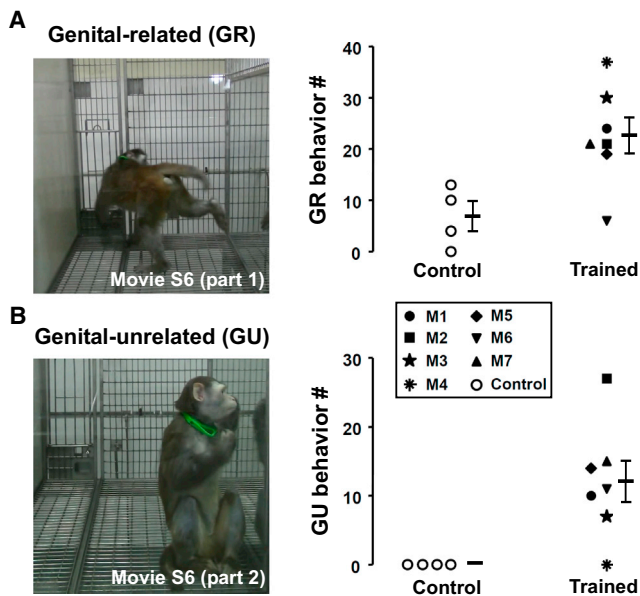 A
Genital-related (GR)
Movie S6 (part 1)
GR behavior #
40
30
20
10
0
Control
Trained
B
Genital-unrelated (GU)
Movie S6 (part 2)
M1
M2
M3
M4
M5
M6
M7
Control
GU behavior #
30
20
10
0
Control
Trained